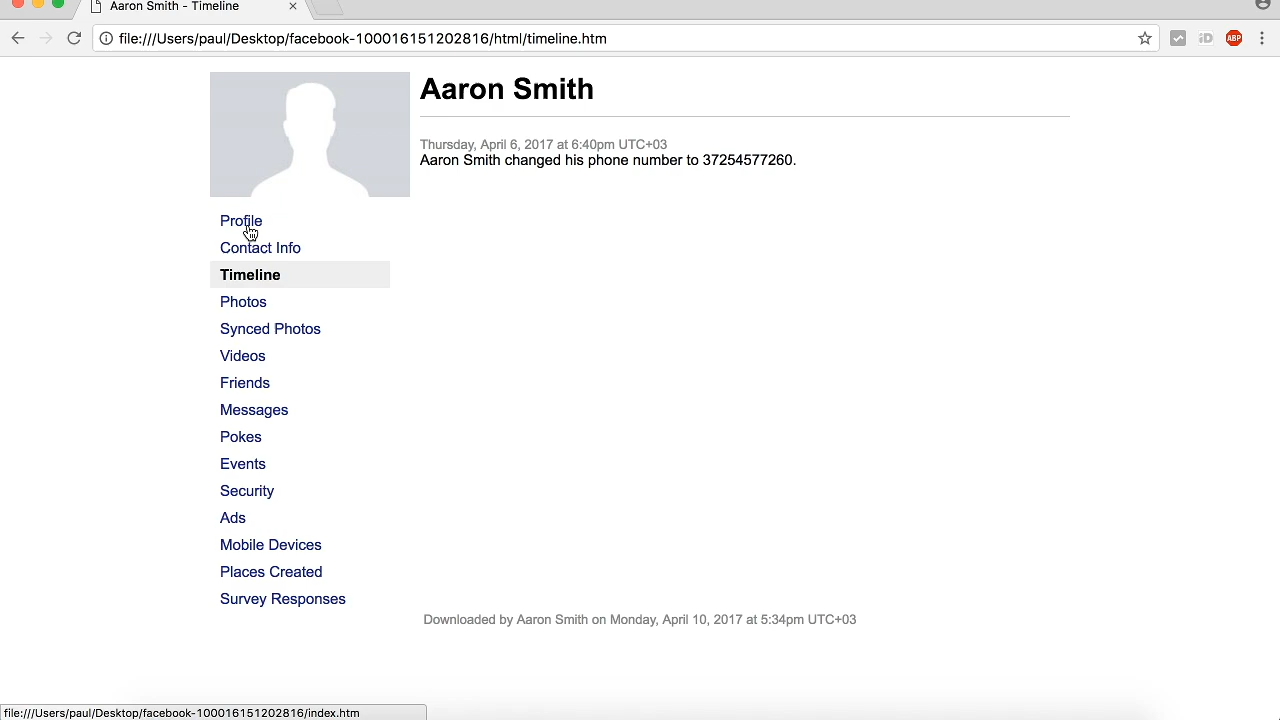 Aaron Smith - Timeline
file:///Users/paul/Desktop/facebook-100016151202816/html/timeline.htm
iD
ABP
Aaron Smith
Thursday, April 6, 2017 at 6:40pm UTC+03
Aaron Smith changed his phone number to 37254577260.
Profile
Contact Info
Timeline
Photos
Synced Photos
Videos
Friends
Messages
Pokes
Events
Security
Ads
Mobile Devices
Places Created
Survey Responses
Downloaded by Aaron Smith on Monday, April 10, 2017 at 5:34pm UTC+03
file:///Users/paul/Desktop/facebook-100016151202816/index.htm